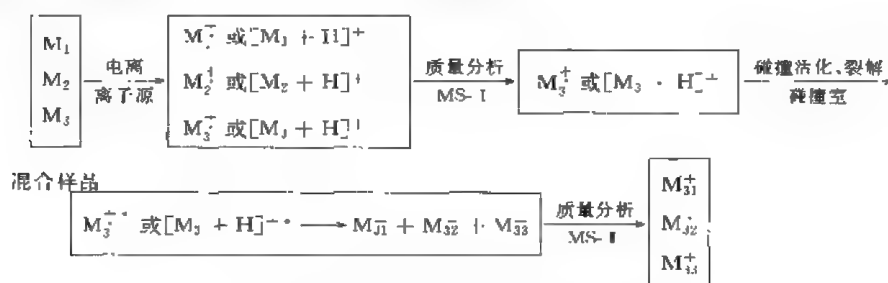 M₁
M₂
M₃
电离
离子源
M₁⁺ 或[M₁ + H]⁺
M₂⁺ 或[M₂ + H]⁺
M₃⁺ 或[M₃ + H]⁺
质量分析
MS-I
M₃⁺ 或[M₃ · H]⁺
碰撞活化、裂解
碰撞室
混合样品
M₃⁺· 或[M₃ + H]⁺· ⟶ M₃₁⁺ + M₃₂⁺ + M₃₃⁺
质量分析
MS-Ⅱ
M₃₁⁺
M₃₂⁺
M₃₃⁺